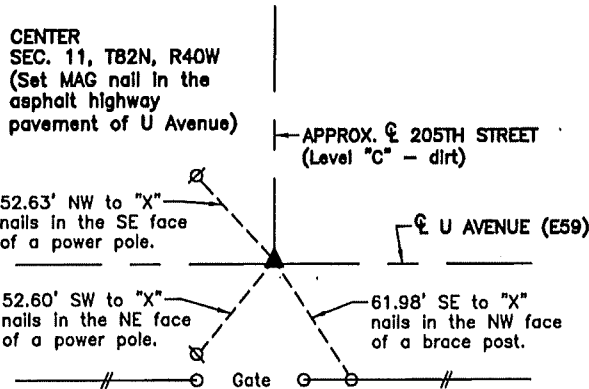 CENTER
SEC. 11, T82N, R40W
(Set MAG nail in the
asphalt highway
pavement of U Avenue)
APPROX. ℄ 205TH STREET
(Level "C" - dirt)
52.63' NW to "X"
nails in the SE face
of a power pole.
℄ U AVENUE (E59)
52.60' SW to "X"
nails in the NE face
of a power pole.
61.98' SE to "X"
nails in the NW face
of a brace post.
Gate